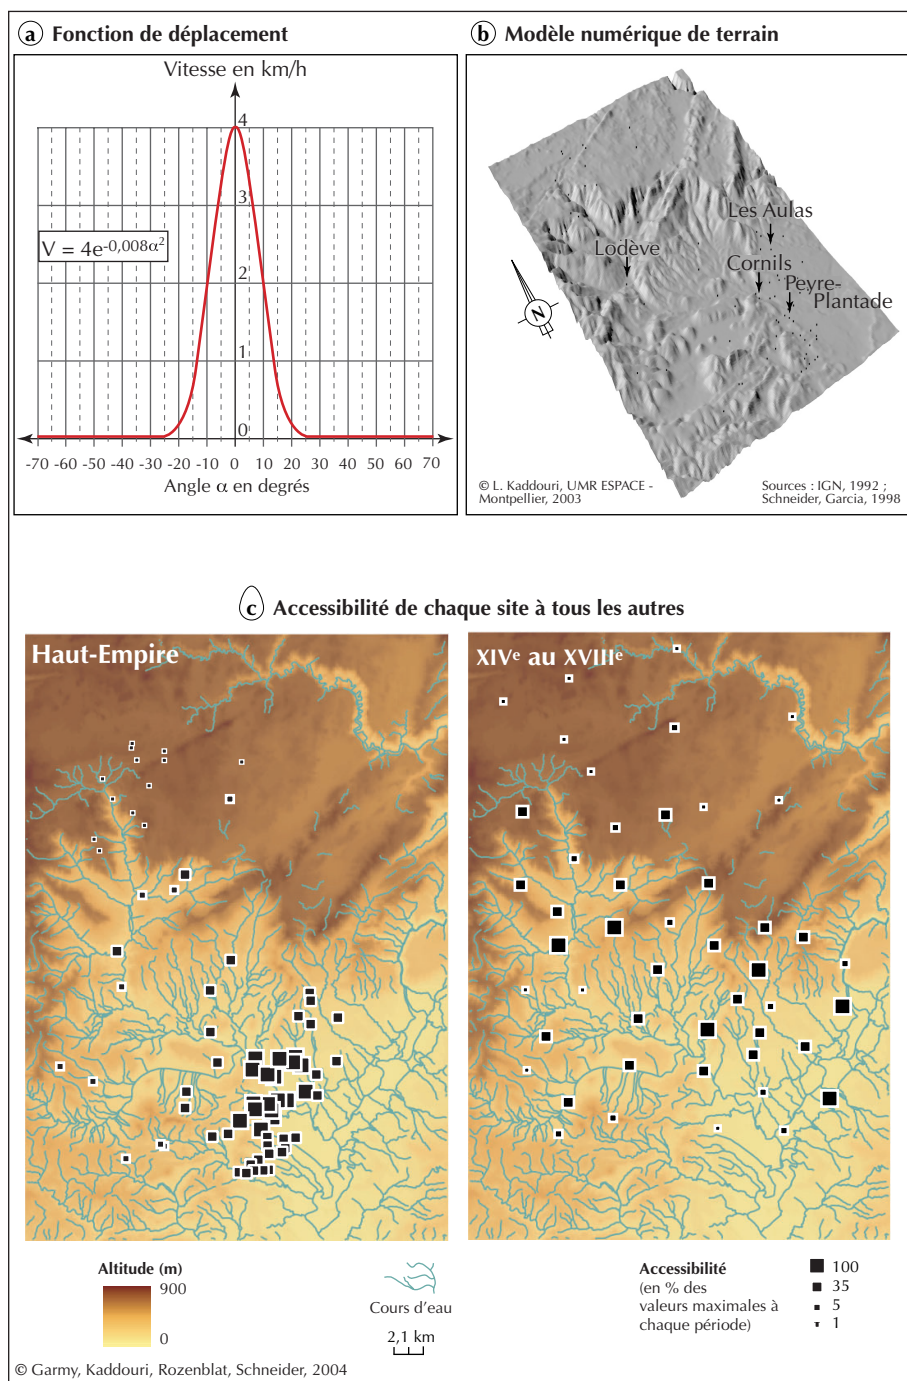 a Fonction de déplacement
Vitesse en km/h
4
3
2
1
0
V = 4e-0,008α2
-70 -60 -50 -40 -30 -20 -10 0 10 20 30 40 50 60 70
Angle α en degrés
b Modèle numérique de terrain
Les Aulas
Lodève
Cornils
Peyre-
Plantade
N
© L. Kaddouri, UMR ESPACE -
Montpellier, 2003
Sources : IGN, 1992 ;
Schneider, Garcia, 1998
c Accessibilité de chaque site à tous les autres
Haut-Empire
XIVe au XVIIIe
Altitude (m)
900
0
Cours d'eau
2,1 km
Accessibilité
(en % des
valeurs maximales à
chaque période)
100
35
5
1
© Garmy, Kaddouri, Rozenblat, Schneider, 2004